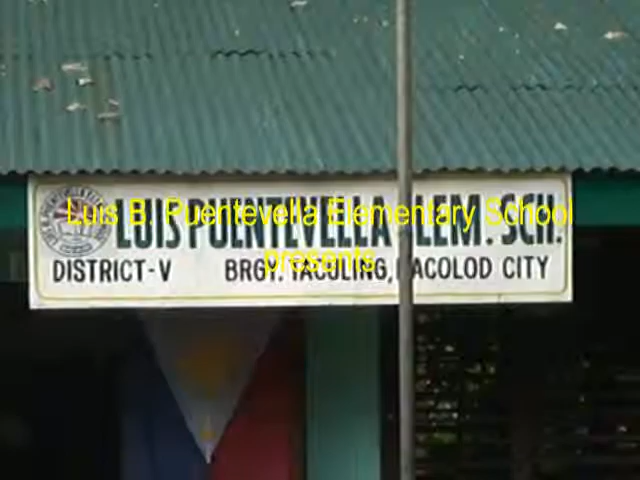 LUIS PUENTEVELLA ELEM. SCH.
DISTRICT-V BRGY. TACULING, BACOLOD CITY
Luis B. Puentevella Elementary School
presents